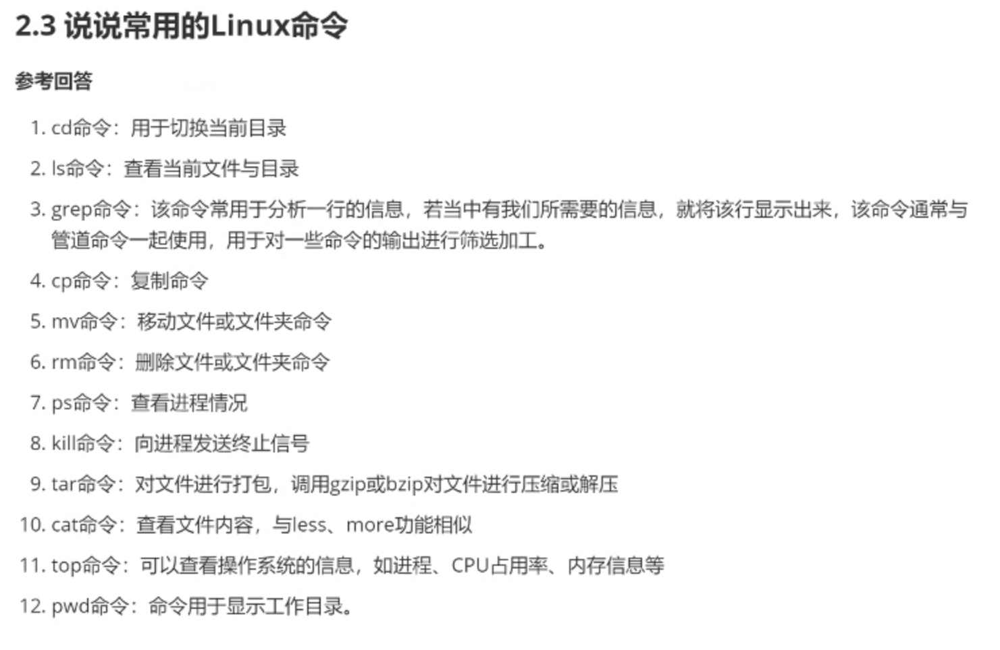 2.3 说说常用的Linux命令
参考回答
1. cd命令：用于切换当前目录
2. ls命令：查看当前文件与目录
3. grep命令：该命令常用于分析一行的信息，若当中有我们所需要的信息，就将该行显示出来，该命令通常与
管道命令一起使用，用于对一些命令的输出进行筛选加工。
4. cp命令：复制命令
5. mv命令：移动文件或文件夹命令
6. rm命令：删除文件或文件夹命令
7. ps命令：查看进程情况
8. kill命令：向进程发送终止信号
9. tar命令：对文件进行打包，调用gzip或bzip对文件进行压缩或解压
10. cat命令：查看文件内容，与less、more功能相似
11. top命令：可以查看操作系统的信息，如进程、CPU占用率、内存信息等
12. pwd命令：命令用于显示工作目录。